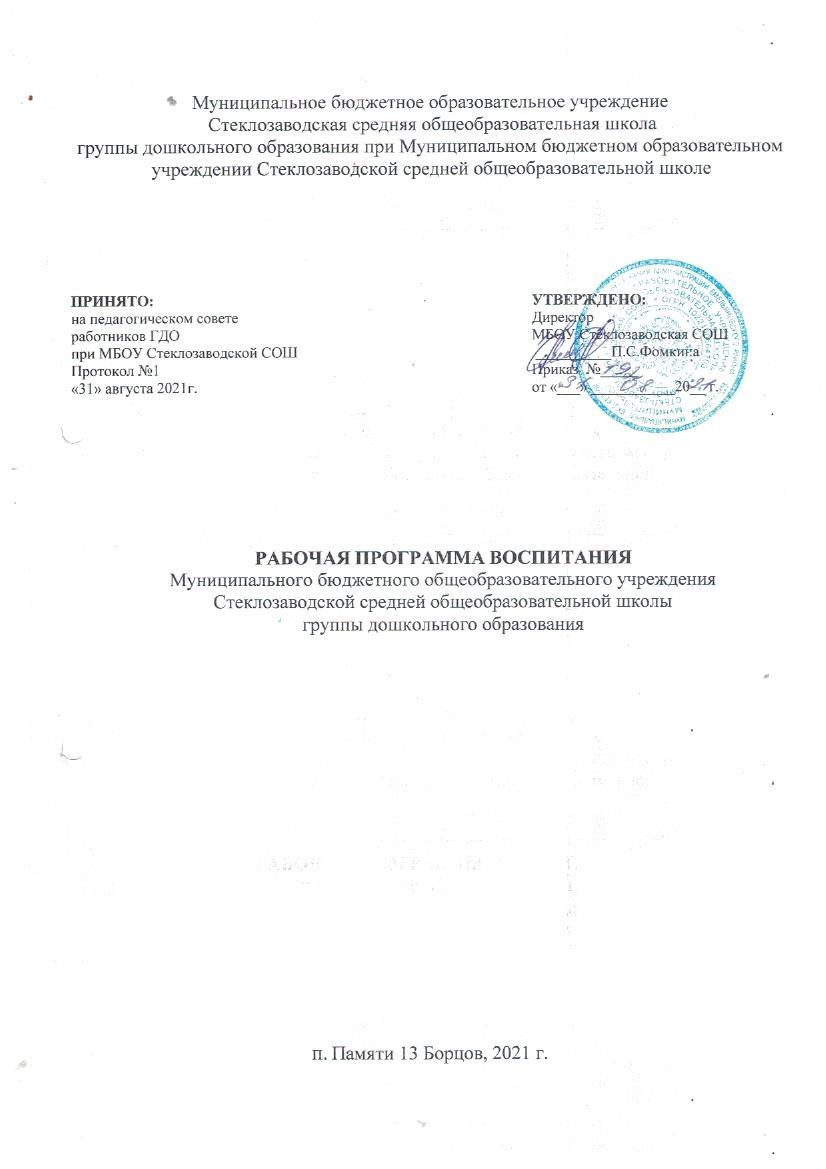 Муниципальное бюджетное образовательное учреждение
Стеклозаводская средняя общеобразовательная школа
группы дошкольного образования при Муниципальном бюджетном образовательном
учреждении Стеклозаводской средней общеобразовательной школе
ПРИНЯТО:
на педагогическом совете
работников ГДО
при МБОУ Стеклозаводской СОШ
Протокол №1
«31» августа 2021г.
УТВЕРЖДЕНО:
Директор
МБОУ Стеклозаводская СОШ
П.С.Фомкина
Приказ №
от «31» 08 2021 г.
РАБОЧАЯ ПРОГРАММА ВОСПИТАНИЯ
Муниципального бюджетного общеобразовательного учреждения
Стеклозаводской средней общеобразовательной школы
группы дошкольного образования
п. Памяти 13 Борцов, 2021 г.